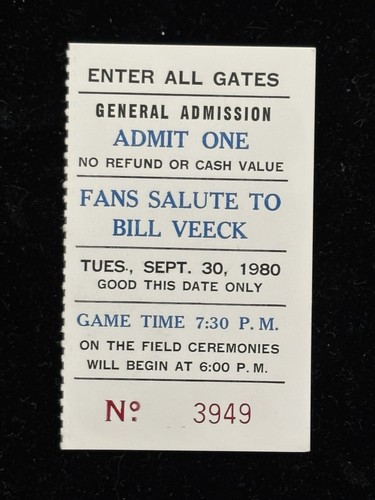 ENTER ALL GATES
GENERAL ADMISSION
ADMIT ONE
NO REFUND OR CASH VALUE
FANS SALUTE TO
BILL VEECK
TUES., SEPT. 30, 1980
GOOD THIS DATE ONLY
GAME TIME 7:30 P. M.
ON THE FIELD CEREMONIES
WILL BEGIN AT 6:00 P. M.
Nº 3949